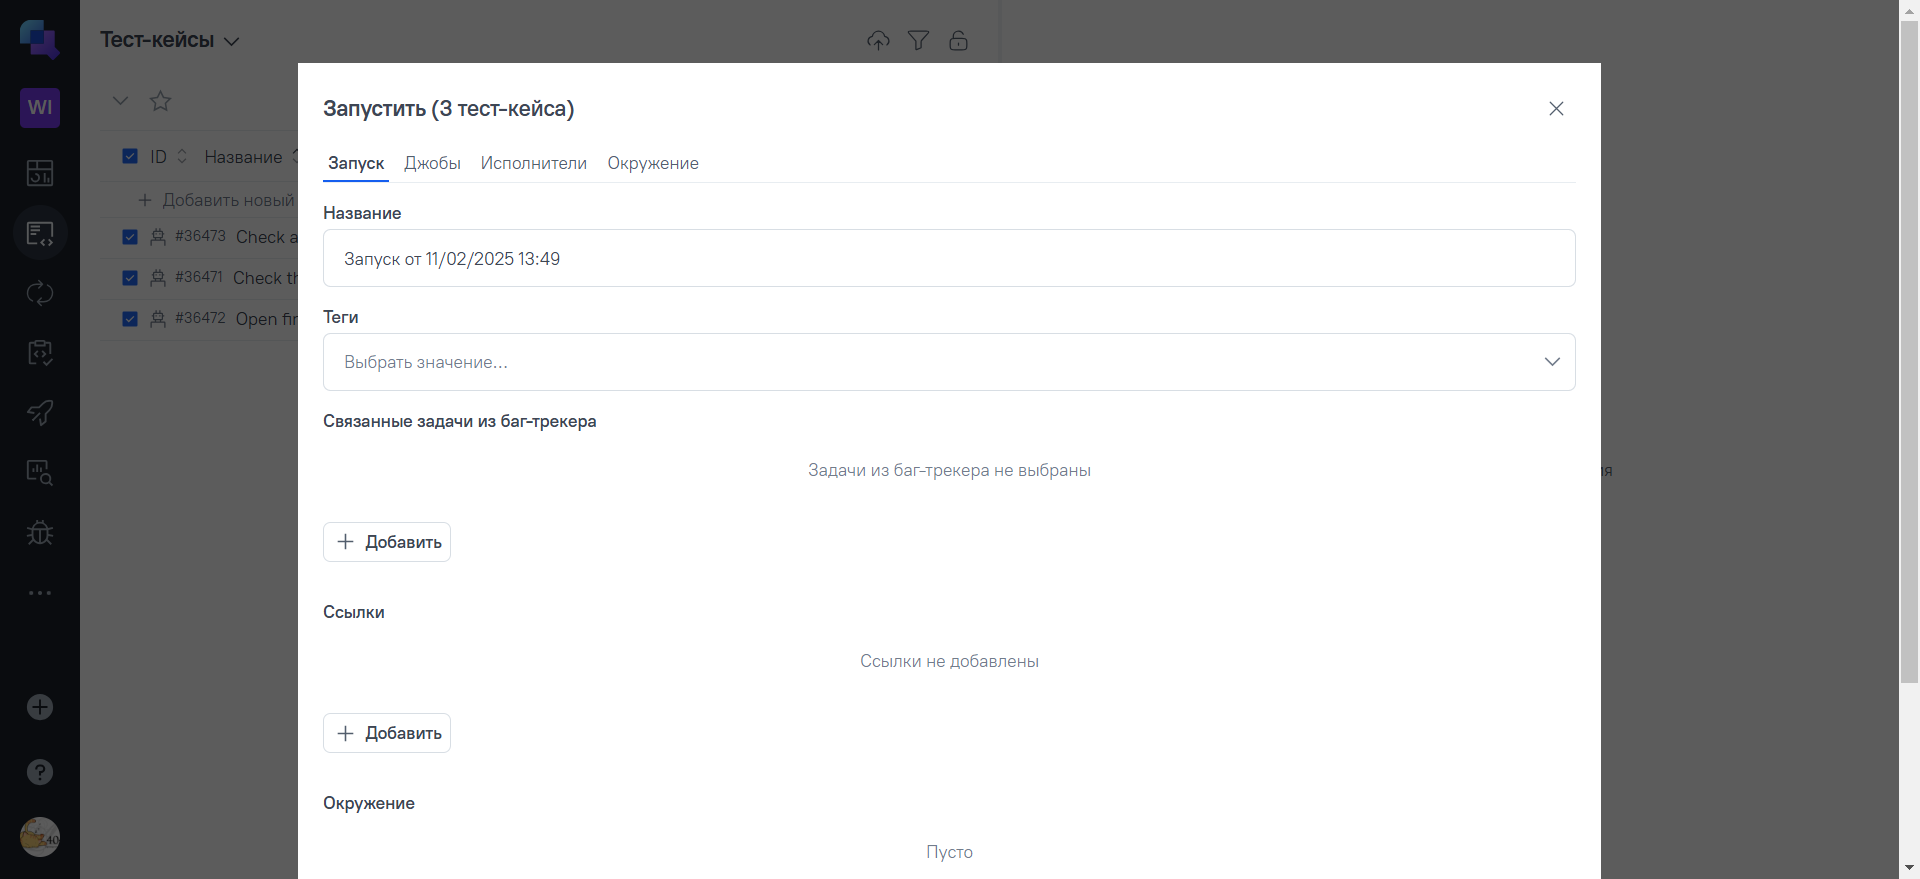 Тест-кейсы
WI
ID Название
Добавить новый
#36473 Check a
#36471 Check th
#36472 Open fir
Запустить (3 тест-кейса)
Запуск Джобы Исполнители Окружение
Название
Запуск от 11/02/2025 13:49
Теги
Выбрать значение...
Связанные задачи из баг-трекера
Задачи из баг-трекера не выбраны
ия
Добавить
Ссылки
Ссылки не добавлены
Добавить
Окружение
Пусто